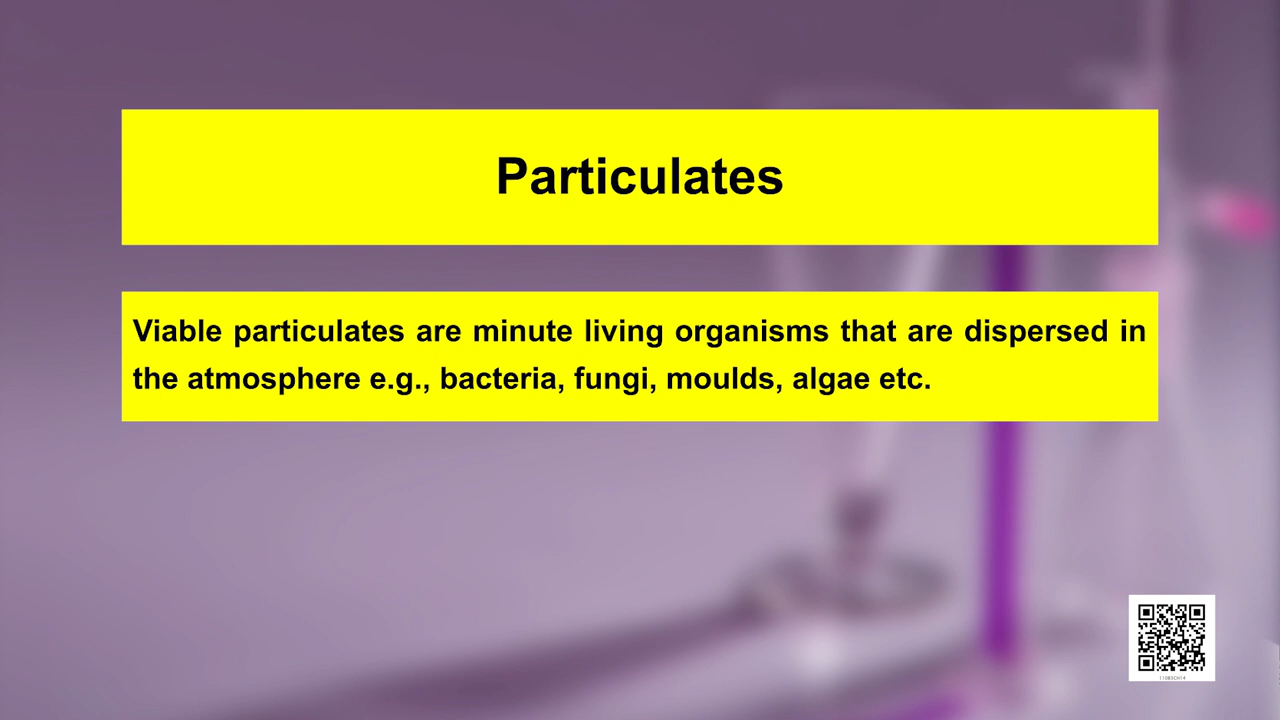 Particulates
Viable particulates are minute living organisms that are dispersed in
the atmosphere e.g., bacteria, fungi, moulds, algae etc.